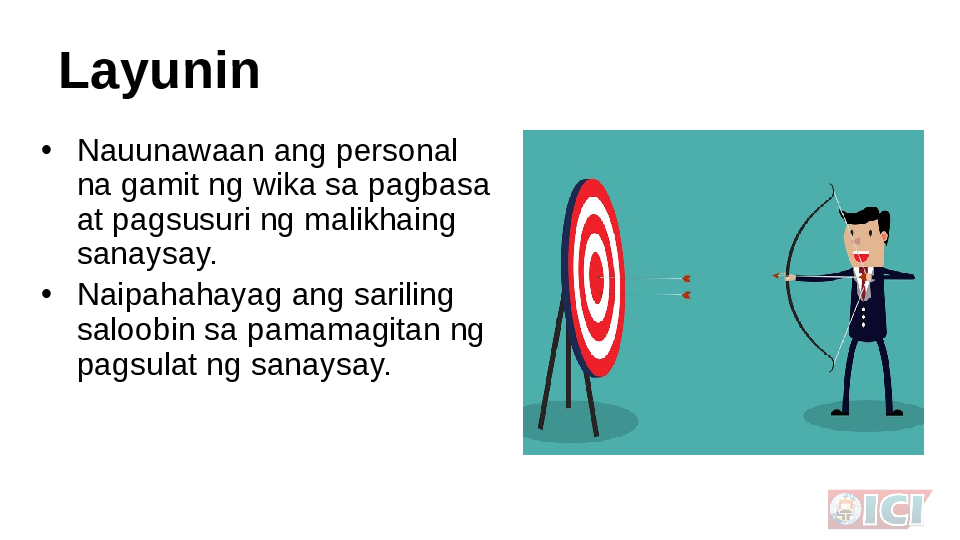 Layunin
• Nauunawaan ang personal
na gamit ng wika sa pagbasa
at pagsusuri ng malikhaing
sanaysay.
• Naipahahayag ang sariling
saloobin sa pamamagitan ng
pagsulat ng sanaysay.
ICI